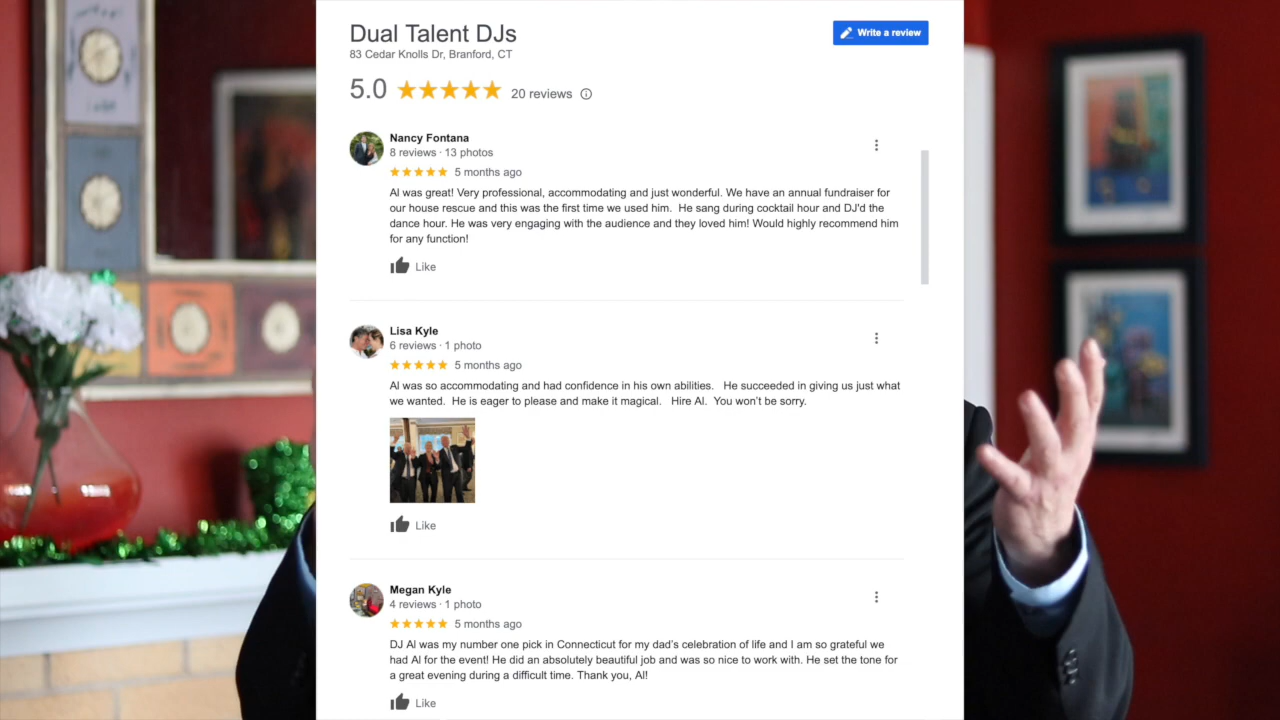 Dual Talent DJs
Write a review
83 Cedar Knolls Dr, Branford, CT
5.0 20 reviews
Nancy Fontana
8 reviews · 13 photos
5 months ago
Al was great! Very professional, accommodating and just wonderful. We have an annual fundraiser for
our house rescue and this was the first time we used him.  He sang during cocktail hour and DJ'd the
dance hour. He was very engaging with the audience and they loved him! Would highly recommend him
for any function!
Like
Lisa Kyle
6 reviews · 1 photo
5 months ago
Al was so accommodating and had confidence in his own abilities.   He succeeded in giving us just what
we wanted.  He is eager to please and make it magical.   Hire Al.  You won't be sorry.
Like
Megan Kyle
4 reviews · 1 photo
5 months ago
DJ Al was my number one pick in Connecticut for my dad's celebration of life and I am so grateful we
had Al for the event! He did an absolutely beautiful job and was so nice to work with. He set the tone for
a great evening during a difficult time. Thank you, Al!
Like